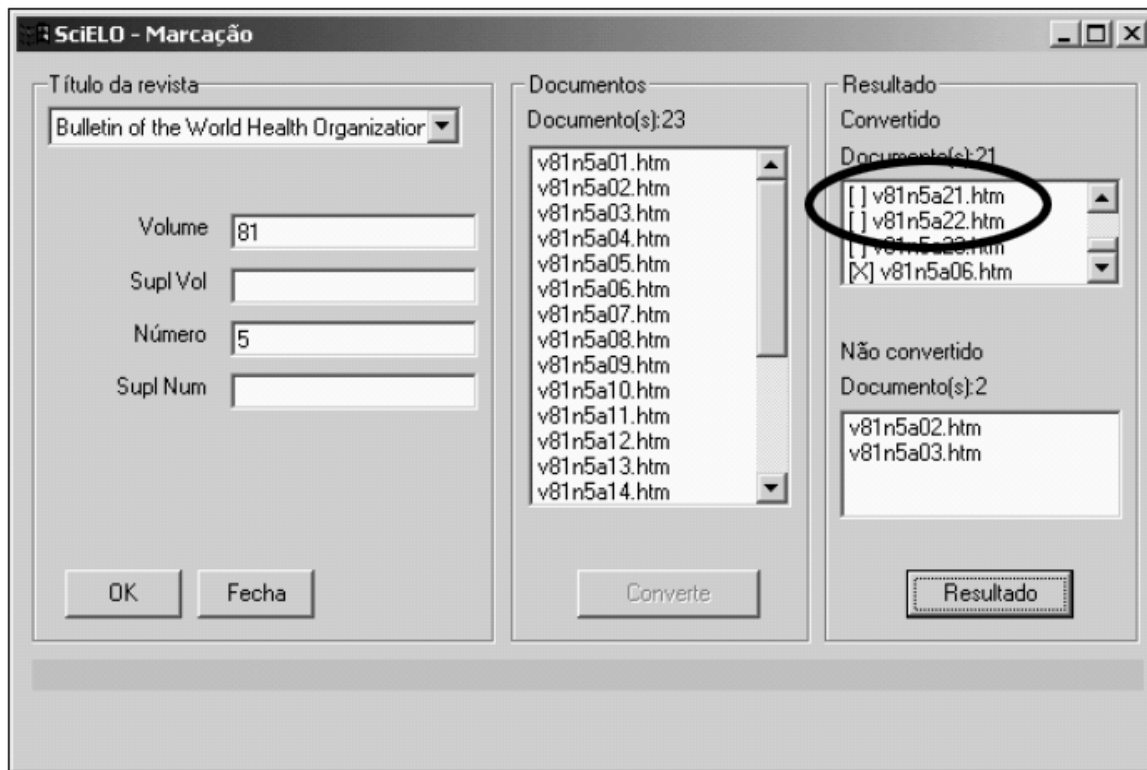 SciELO - Marcação
Título da revista
Bulletin of the World Health Organization
Volume 81
Supl Vol
Número 5
Supl Num
OK Fecha
Documentos
Documento(s):23
v81n5a01.htm
v81n5a02.htm
v81n5a03.htm
v81n5a04.htm
v81n5a05.htm
v81n5a06.htm
v81n5a07.htm
v81n5a08.htm
v81n5a09.htm
v81n5a10.htm
v81n5a11.htm
v81n5a12.htm
v81n5a13.htm
v81n5a14.htm
Converte
Resultado
Convertido
Documento(s):21
[ ] v81n5a21.htm
[ ] v81n5a22.htm
[ ] v81n5a23.htm
[X] v81n5a06.htm
Não convertido
Documento(s):2
v81n5a02.htm
v81n5a03.htm
Resultado